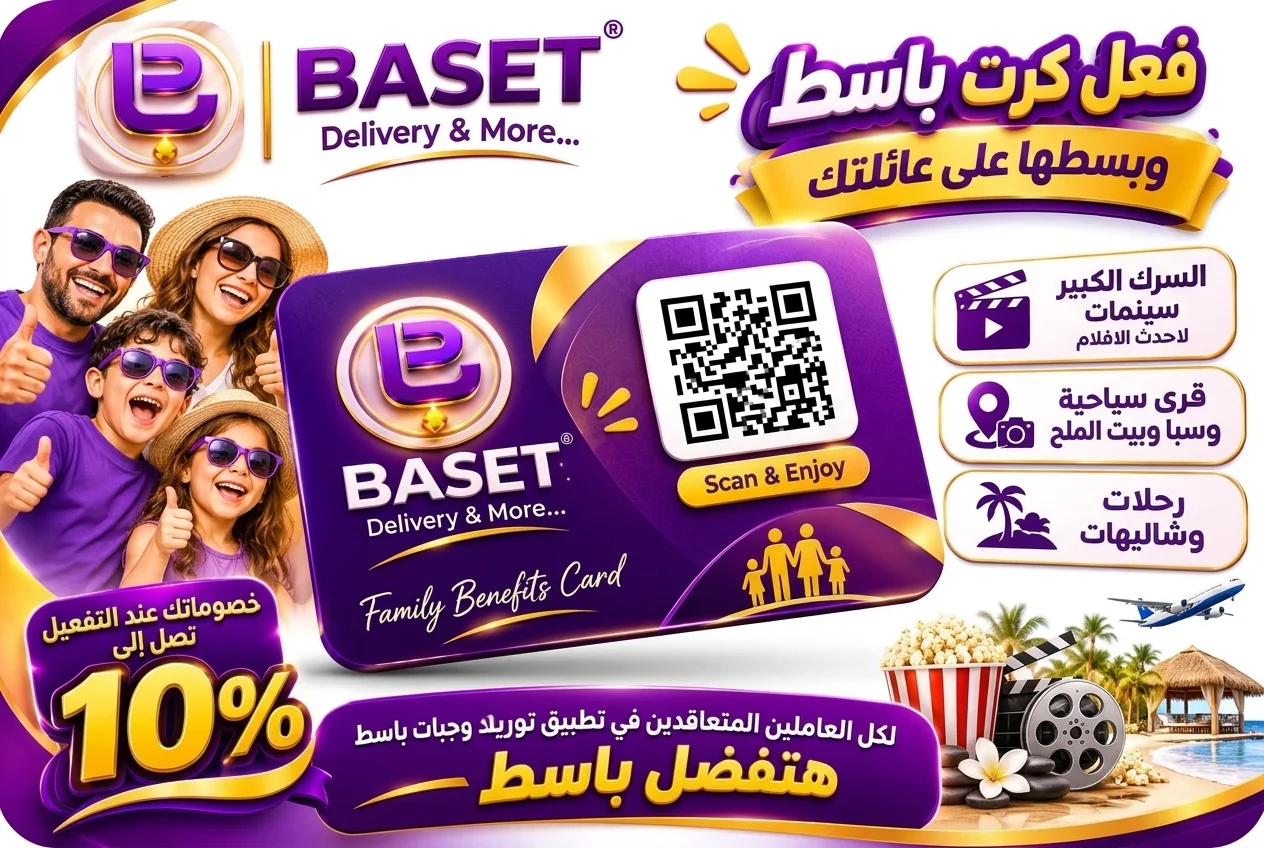 BASET®
Delivery & More...
فعل كرت باسط
وبسطها على عائلتك
السرك الكبير
سينمات
لاحدث الافلام
قرى سياحية
وسبا وبيت الملح
رحلات
وشاليهات
BASET®
Delivery & More...
Family Benefits Card
Scan & Enjoy
خصوماتك عند التفعيل
تصل إلى
10%
لكل العاملين المتعاقدين في تطبيق توريلا وجبات باسط
هتفضل باسط